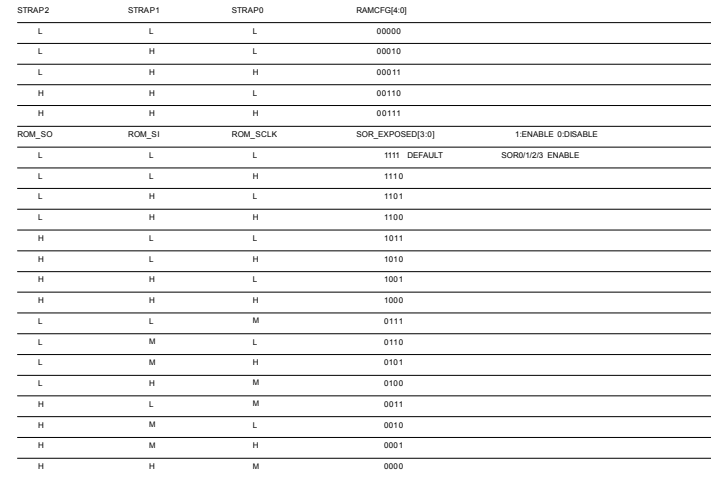 STRAP2 STRAP1 STRAP0 RAMCFG[4:0]
L L L 00000
L H L 00010
L H H 00011
H H L 00110
H H H 00111
ROM_SO ROM_SI ROM_SCLK SOR_EXPOSED[3:0] 1:ENABLE 0:DISABLE
L L L 1111 DEFAULT SOR0/1/2/3 ENABLE
L L H 1110
L H L 1101
L H H 1100
H L L 1011
H L H 1010
H H L 1001
H H H 1000
L L M 0111
L M L 0110
L M H 0101
L H M 0100
H L M 0011
H M L 0010
H M H 0001
H H M 0000